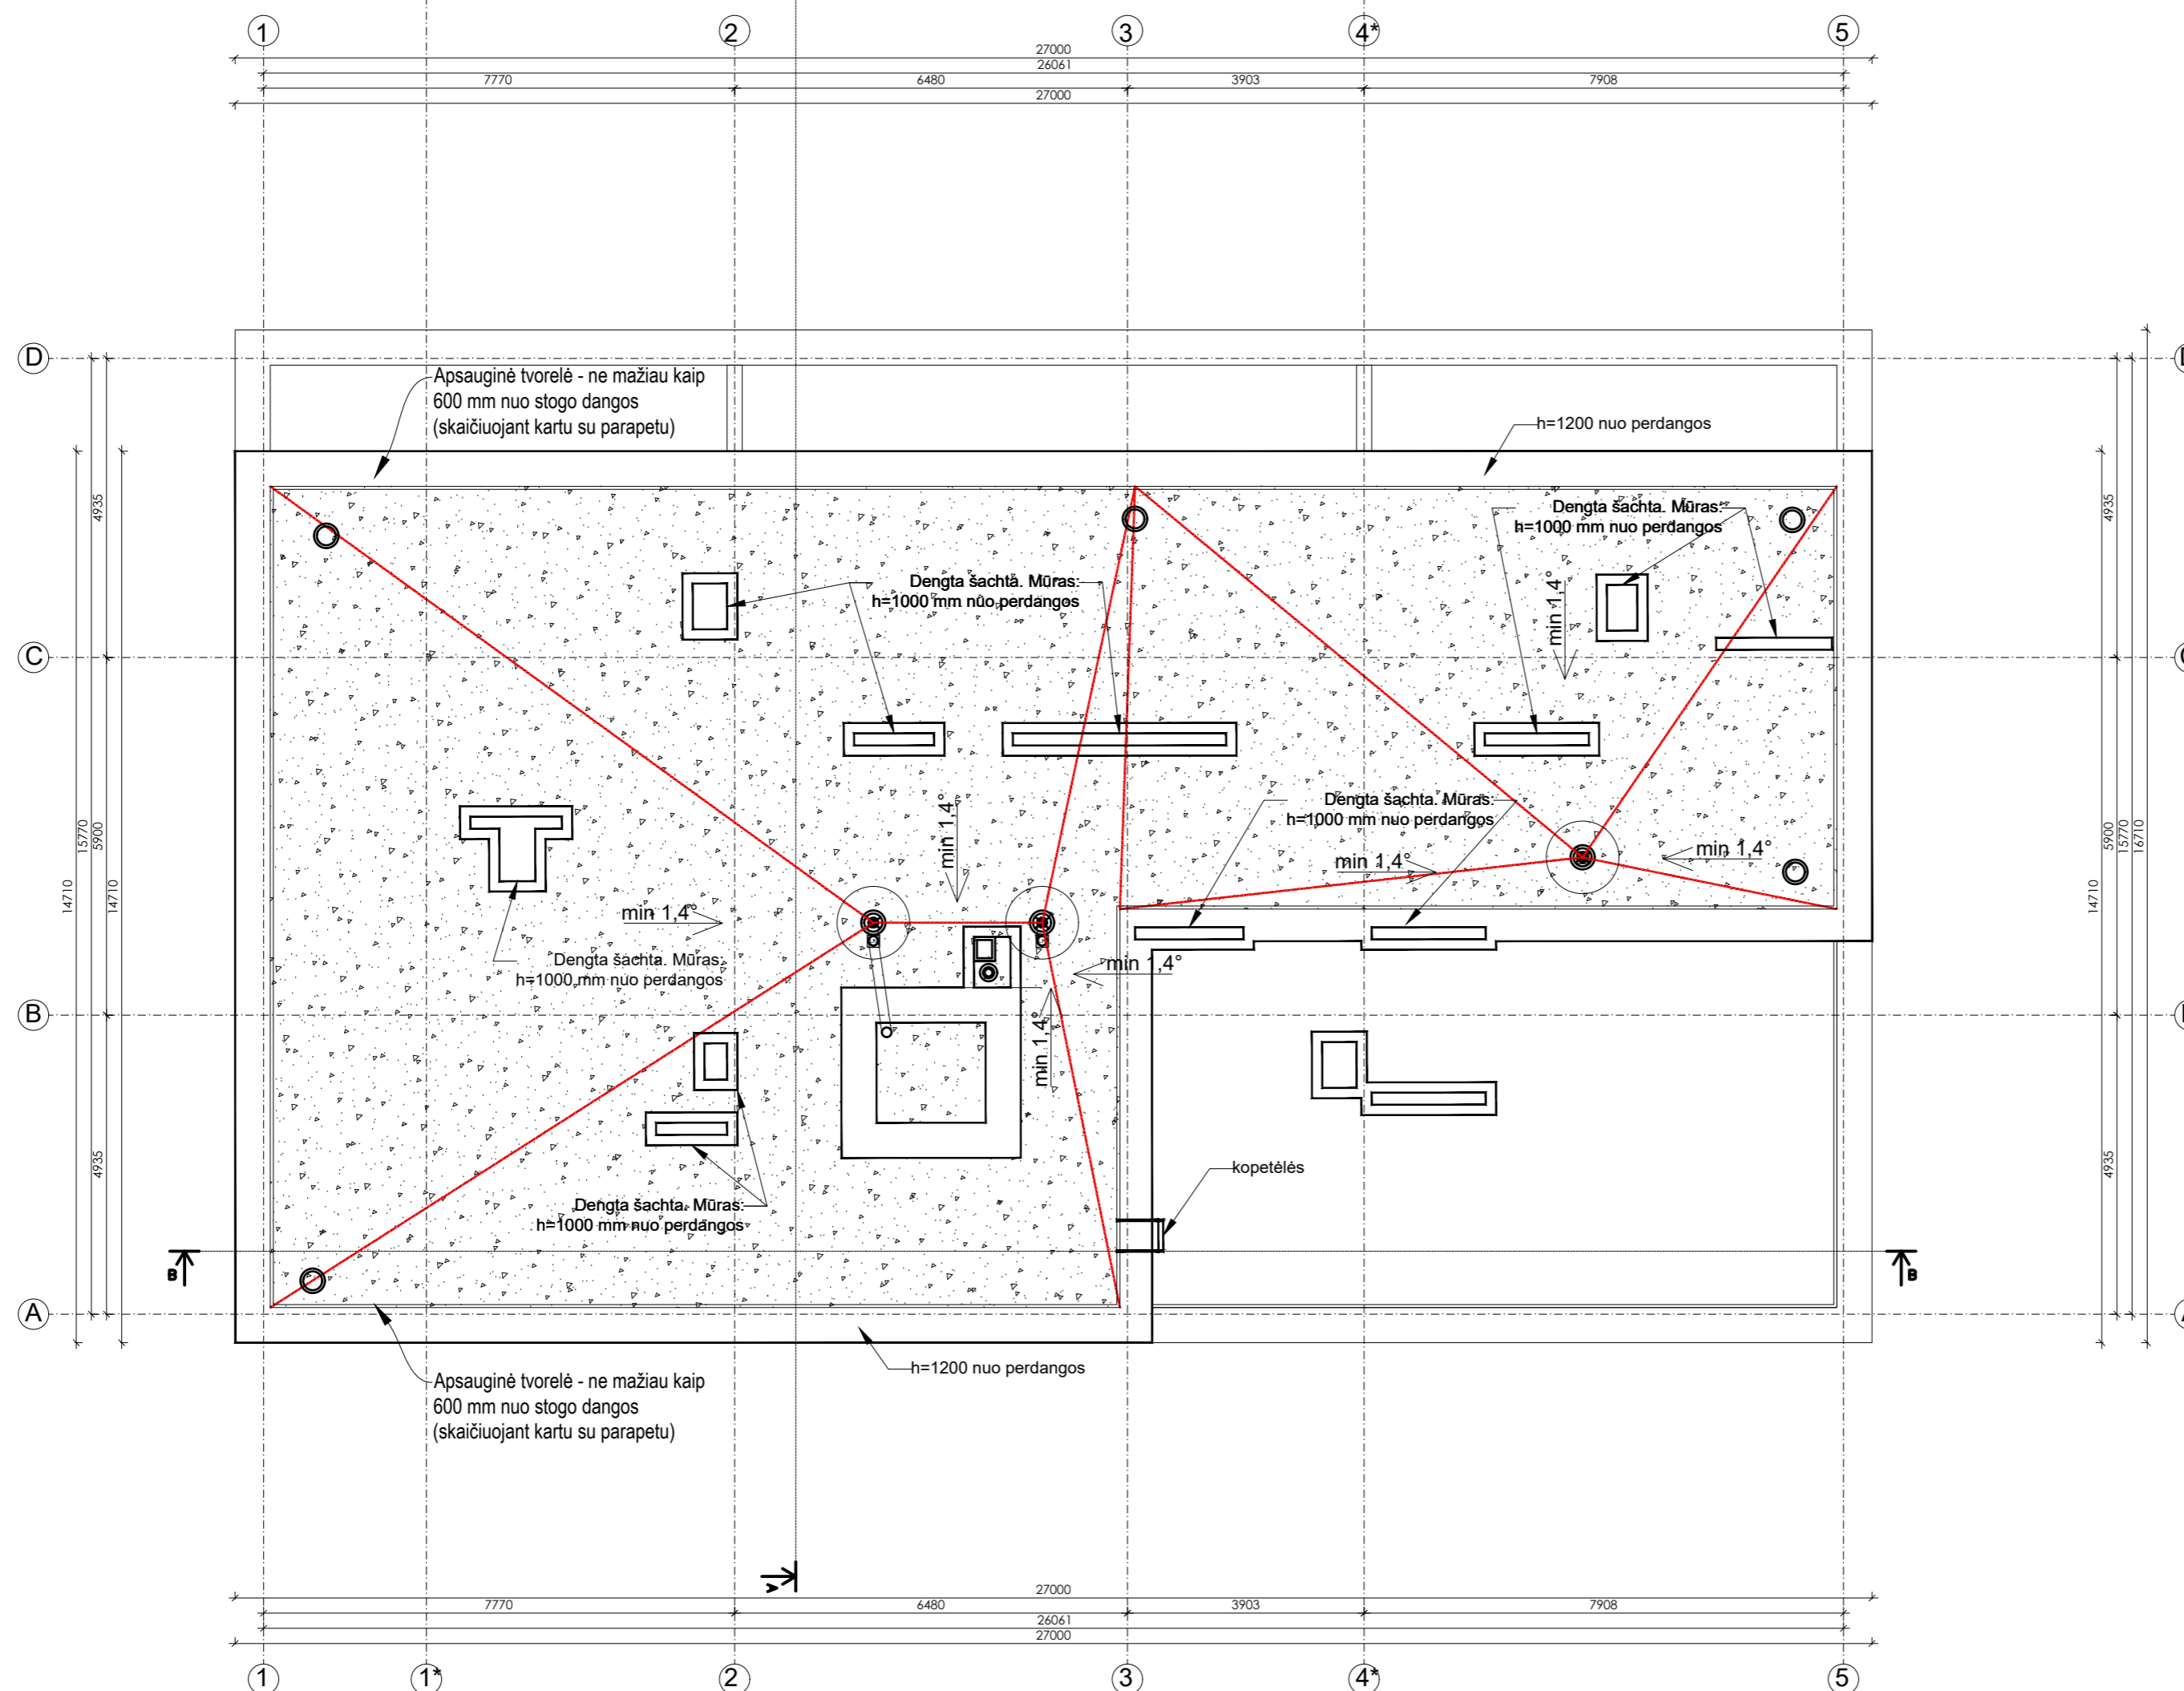 1
2
3
4*
5
27000
26061
7770
6480
3903
7908
27000
D
C
B
A
Apsauginė tvorelė - ne mažiau kaip
600 mm nuo stogo dangos
(skaičiuojant kartu su parapetu)
h=1200 nuo perdangos
Dengta šachta. Mūras:
h=1000 mm nuo perdangos
Dengta šachta. Mūras:
h=1000 mm nuo perdangos
min 1,4°
4935
4935
Dengta šachta. Mūras:
h=1000 mm nuo perdangos
min 1,4°
min 1,4°
min 1,4°
min 1,4°
14710
15770
5900
14710
14710
5900
15770
16710
Dengta šachta. Mūras:
h=1000 mm nuo perdangos
min 1,4°
min 1,4°
4935
4935
kopetėlės
Dengta šachta. Mūras:
h=1000 mm nuo perdangos
B
B
h=1200 nuo perdangos
Apsauginė tvorelė - ne mažiau kaip
600 mm nuo stogo dangos
(skaičiuojant kartu su parapetu)
A
27000
7770
6480
3903
7908
26061
27000
1
1*
2
3
4*
5